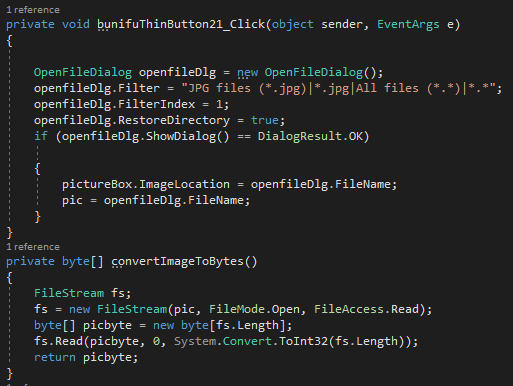 1 reference
private void bunifuThinButton21_Click(object sender, EventArgs e)
{
OpenFileDialog openfileDlg = new OpenFileDialog();
openfileDlg.Filter = "JPG files (*.jpg)|*.jpg|All files (*.*)|*.*";
openfileDlg.FilterIndex = 1;
openfileDlg.RestoreDirectory = true;
if (openfileDlg.ShowDialog() == DialogResult.OK)
{
pictureBox.ImageLocation = openfileDlg.FileName;
pic = openfileDlg.FileName;
}
}
1 reference
private byte[] convertImageToBytes()
{
FileStream fs;
fs = new FileStream(pic, FileMode.Open, FileAccess.Read);
byte[] picbyte = new byte[fs.Length];
fs.Read(picbyte, 0, System.Convert.ToInt32(fs.Length));
return picbyte;
}